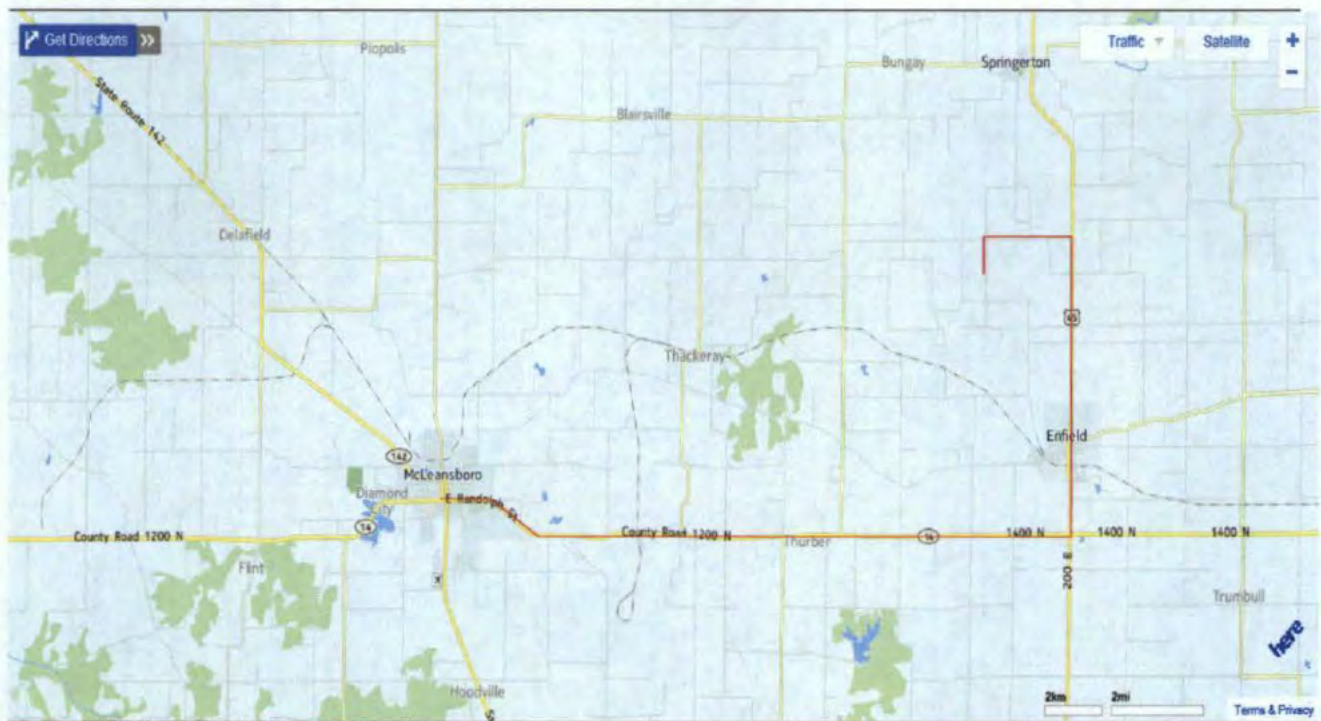 Get Directions »
Piopolis
Bungay
Springerton
Traffic
Satellite
+
−
State Route 142
Blairsville
Delafield
45
Thackeray
Enfield
142
McLeansboro
Diamond City
E Randolph St
14
County Road 1200 N
County Road 1200 N
14
1400 N
1400 N
1400 N
Thurber
Flint
200 E
Trumbull
here
Hoodville
2km
2mi
Terms & Privacy